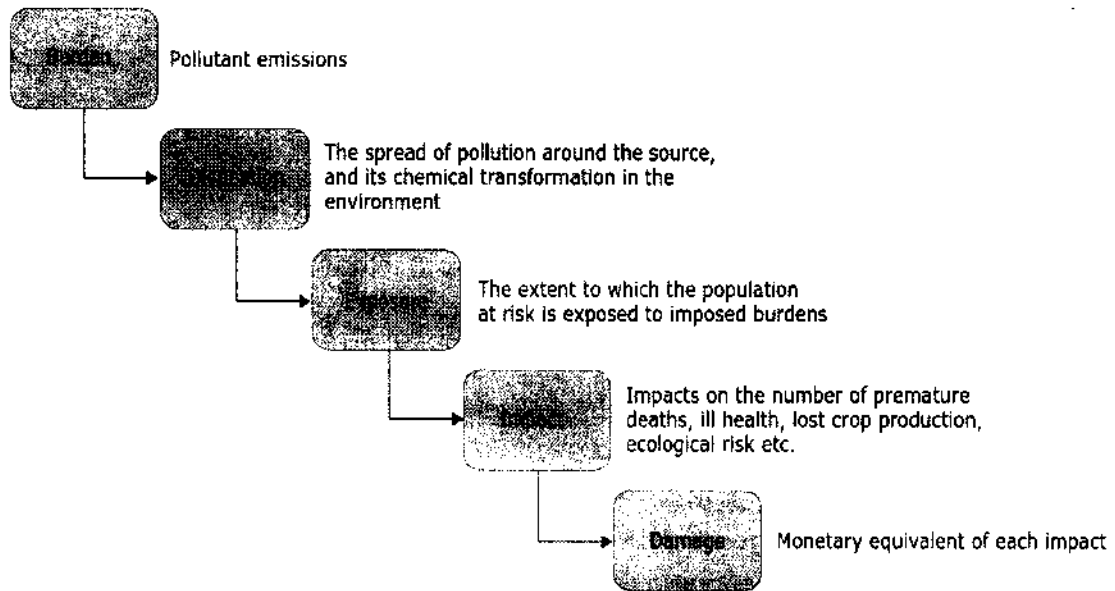 Burden
Pollutant emissions
The spread of pollution around the source,
and its chemical transformation in the
environment
Exposure
The extent to which the population
at risk is exposed to imposed burdens
Impact
Impacts on the number of premature
deaths, ill health, lost crop production,
ecological risk etc.
Damage
Monetary equivalent of each impact